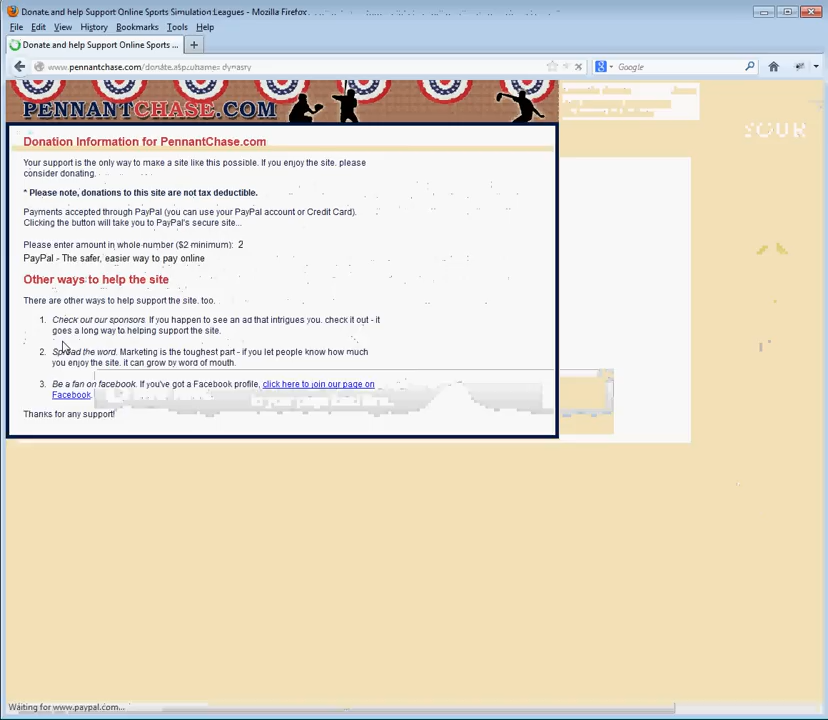 Donate and help Support Online Sports Simulation Leagues - Mozilla Firefox
File Edit View History Bookmarks Tools Help
Donate and help Support Online Sports ...
www.pennantchase.com/donate.asp
Google
PENNANTCHASE.COM
YOUR
Donation Information for PennantChase.com
Your support is the only way to make a site like this possible. If you enjoy the site. please
consider donating.
* Please note, donations to this site are not tax deductible.
Payments accepted through PayPal (you can use your PayPal account or Credit Card).
Clicking the button will take you to PayPal's secure site...
Please enter amount in whole number ($2 minimum): 2
PayPal - The safer, easier way to pay online
Other ways to help the site
There are other ways to help support the site. too.
1. Check out our sponsors. If you happen to see an ad that intrigues you. check it out - it
goes a long way to helping support the site.
2. Spread the word. Marketing is the toughest part - if you let people know how much
you enjoy the site. it can grow by word of mouth.
3. Be a fan on facebook. If you've got a Facebook profile, click here to join our page on
Facebook.
Thanks for any support!
Waiting for www.paypal.com...